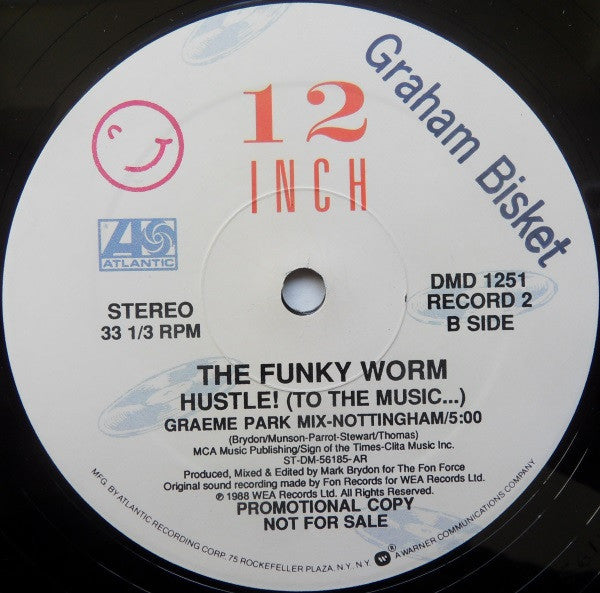 12
INCH
Graham Bisket
ATLANTIC
STEREO
33 1/3 RPM
DMD 1251
RECORD 2
B SIDE
THE FUNKY WORM
HUSTLE! (TO THE MUSIC...)
GRAEME PARK MIX-NOTTINGHAM/5:00
(Brydon/Munson-Parrot-Stewart/Thomas)
MCA Music Publishing/Sign of the Times-Clita Music Inc.
ST-DM-56185-AR
Produced, Mixed & Edited by Mark Brydon for The Fon Force
Original sound recording made by Fon Records for WEA Records Ltd.
℗ 1988 WEA Records Ltd. All Rights Reserved.
PROMOTIONAL COPY
NOT FOR SALE
MFG. BY ATLANTIC RECORDING CORP. 75 ROCKEFELLER PLAZA, N.Y. N.Y. ® A WARNER COMMUNICATIONS COMPANY